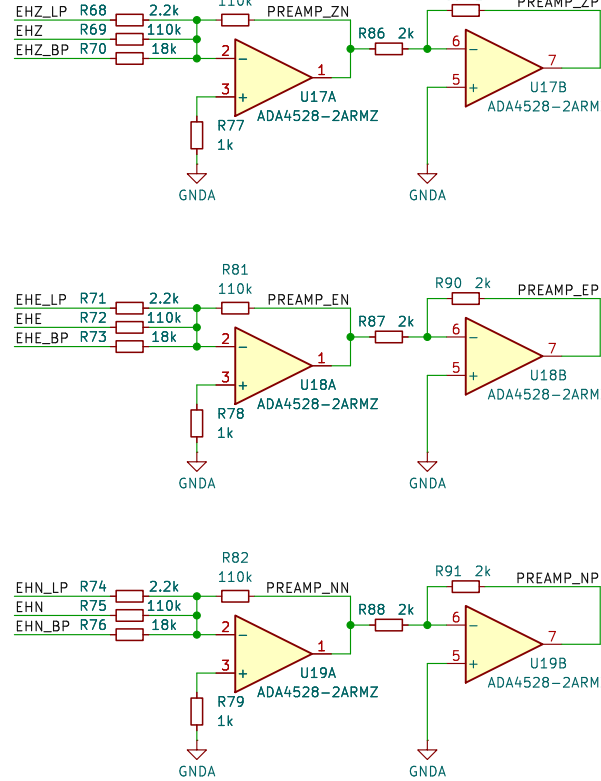 EHZ_LP R68 2.2k 110k PREAMP_ZN PREAMP_ZP
EHZ R69 110k R86 2k
EHZ_BP R70 18k 2 1 6 7
3 U17A 5 U17B
R77 ADA4528-2ARMZ ADA4528-2ARM
1k
GNDA GNDA
R81
110k R90 2k PREAMP_EP
EHE_LP R71 2.2k PREAMP_EN
EHE R72 110k R87 2k
EHE_BP R73 18k 2 1 6 7
3 U18A 5 U18B
R78 ADA4528-2ARMZ ADA4528-2ARM
1k
GNDA GNDA
R82
110k R91 2k PREAMP_NP
EHN_LP R74 2.2k PREAMP_NN
EHN R75 110k R88 2k
EHN_BP R76 18k 2 1 6 7
3 U19A 5 U19B
R79 ADA4528-2ARMZ ADA4528-2ARM
1k
GNDA GNDA